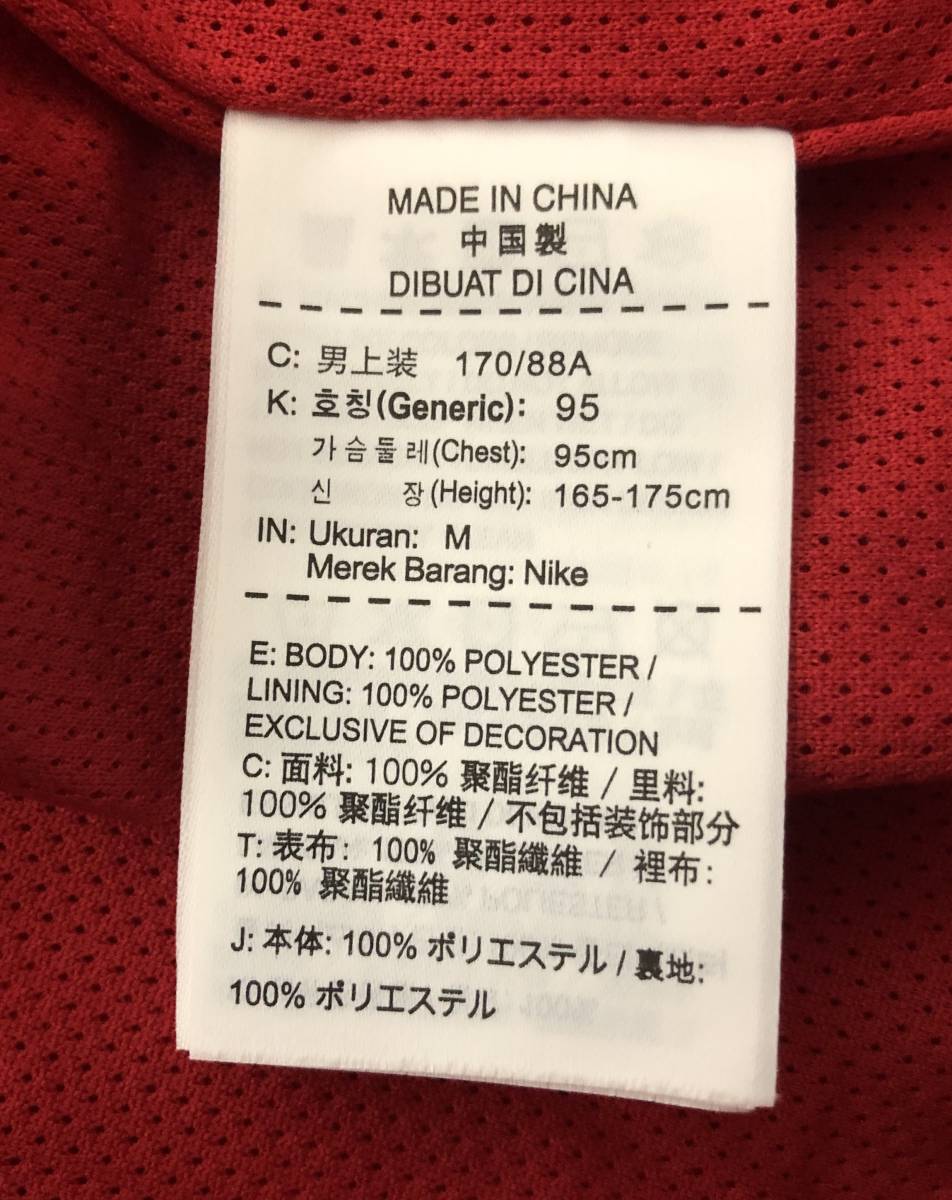 MADE IN CHINA
中国製
DIBUAT DI CINA
C: 男上装 170/88A
K: 호칭(Generic): 95
가슴둘레(Chest): 95cm
신 장(Height): 165-175cm
IN: Ukuran: M
Merek Barang: Nike
E: BODY: 100% POLYESTER /
LINING: 100% POLYESTER /
EXCLUSIVE OF DECORATION
C: 面料: 100% 聚酯纤维 / 里料:
100% 聚酯纤维 / 不包括装饰部分
T: 表布: 100% 聚酯纖維 / 裡布:
100% 聚酯纖維
J: 本体: 100% ポリエステル / 裏地:
100% ポリエステル